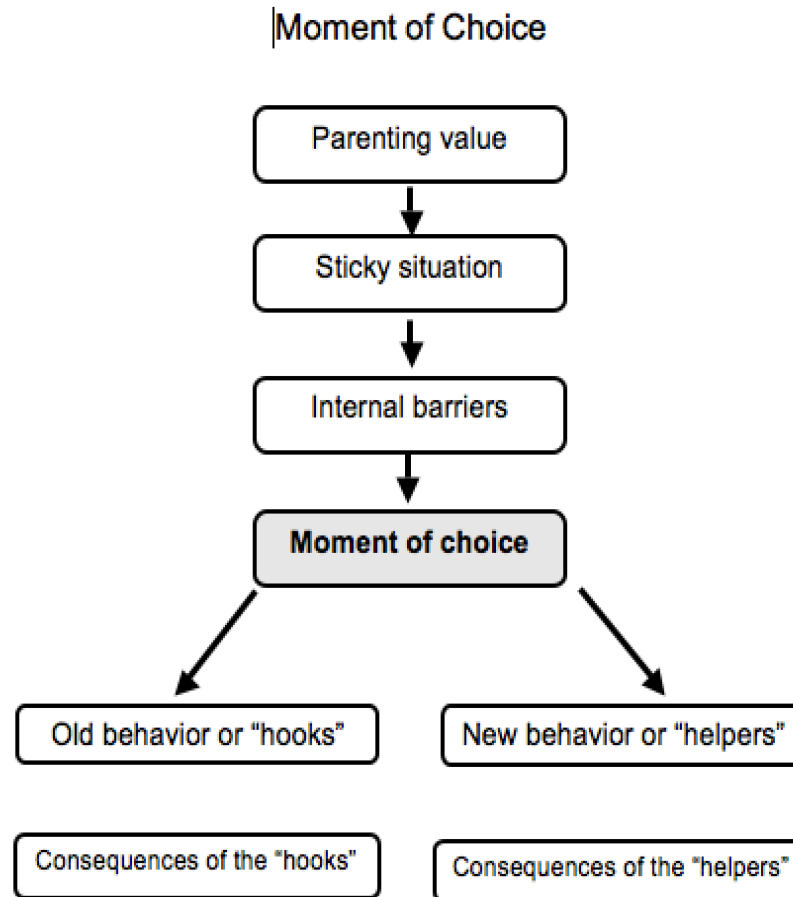 Moment of Choice
Parenting value
Sticky situation
Internal barriers
Moment of choice
Old behavior or “hooks”
New behavior or “helpers”
Consequences of the “hooks”
Consequences of the “helpers”